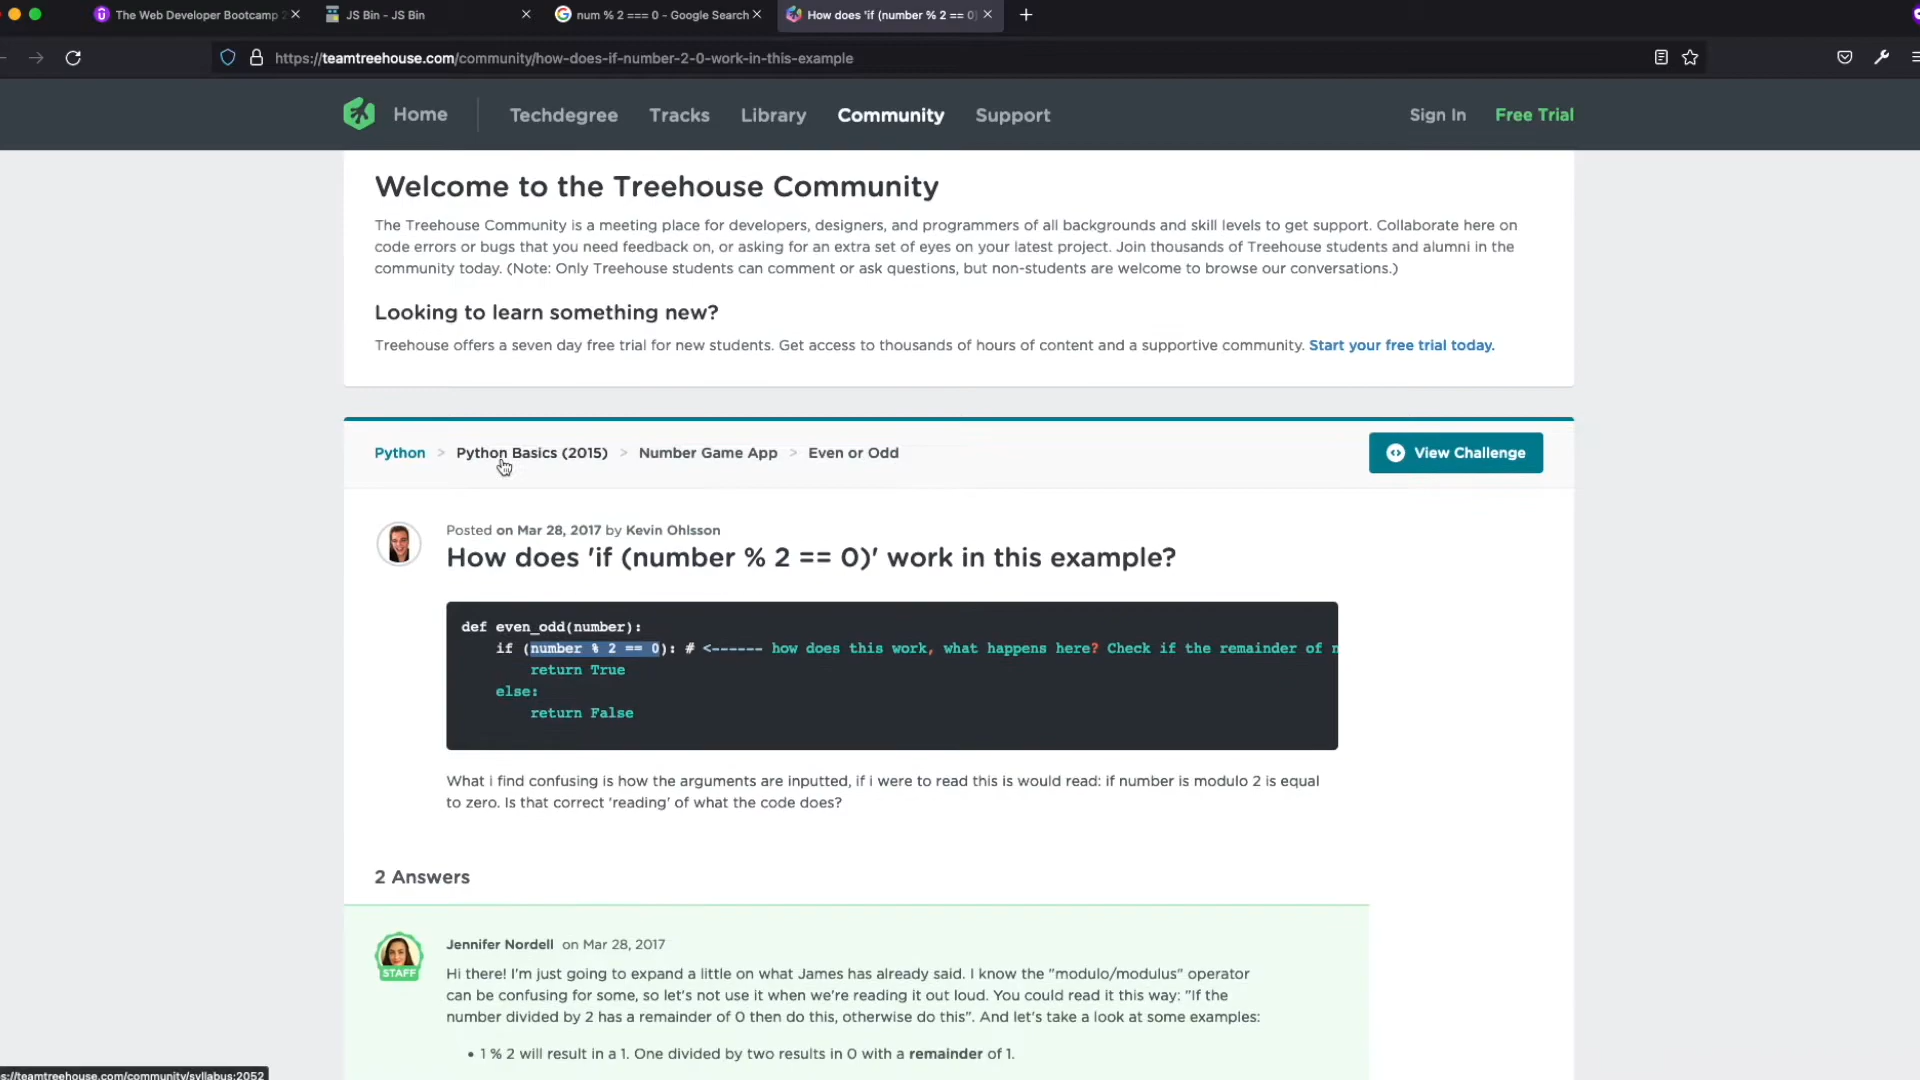 The Web Developer Bootcamp 2
JS Bin - JS Bin
num % 2 === 0 - Google Search
How does 'if (number % 2 == 0)
https://teamtreehouse.com/community/how-does-if-number-2-0-work-in-this-example
Home
Techdegree
Tracks
Library
Community
Support
Sign In
Free Trial
Welcome to the Treehouse Community
The Treehouse Community is a meeting place for developers, designers, and programmers of all backgrounds and skill levels to get support. Collaborate here on
code errors or bugs that you need feedback on, or asking for an extra set of eyes on your latest project. Join thousands of Treehouse students and alumni in the
community today. (Note: Only Treehouse students can comment or ask questions, but non-students are welcome to browse our conversations.)
Looking to learn something new?
Treehouse offers a seven day free trial for new students. Get access to thousands of hours of content and a supportive community. Start your free trial today.
Python > Python Basics (2015) > Number Game App > Even or Odd
View Challenge
Posted on Mar 28, 2017 by Kevin Ohlsson
How does 'if (number % 2 == 0)' work in this example?
def even_odd(number):
if (number % 2 == 0): # <------ how does this work, what happens here? Check if the remainder of n
return True
else:
return False
What i find confusing is how the arguments are inputted, if i were to read this is would read: if number is modulo 2 is equal
to zero. Is that correct 'reading' of what the code does?
2 Answers
STAFF
Jennifer Nordell on Mar 28, 2017
Hi there! I'm just going to expand a little on what James has already said. I know the "modulo/modulus" operator
can be confusing for some, so let's not use it when we're reading it out loud. You could read it this way: "If the
number divided by 2 has a remainder of 0 then do this, otherwise do this". And let's take a look at some examples:
• 1 % 2 will result in a 1. One divided by two results in 0 with a remainder of 1.
s://teamtreehouse.com/community/syllabus:2052